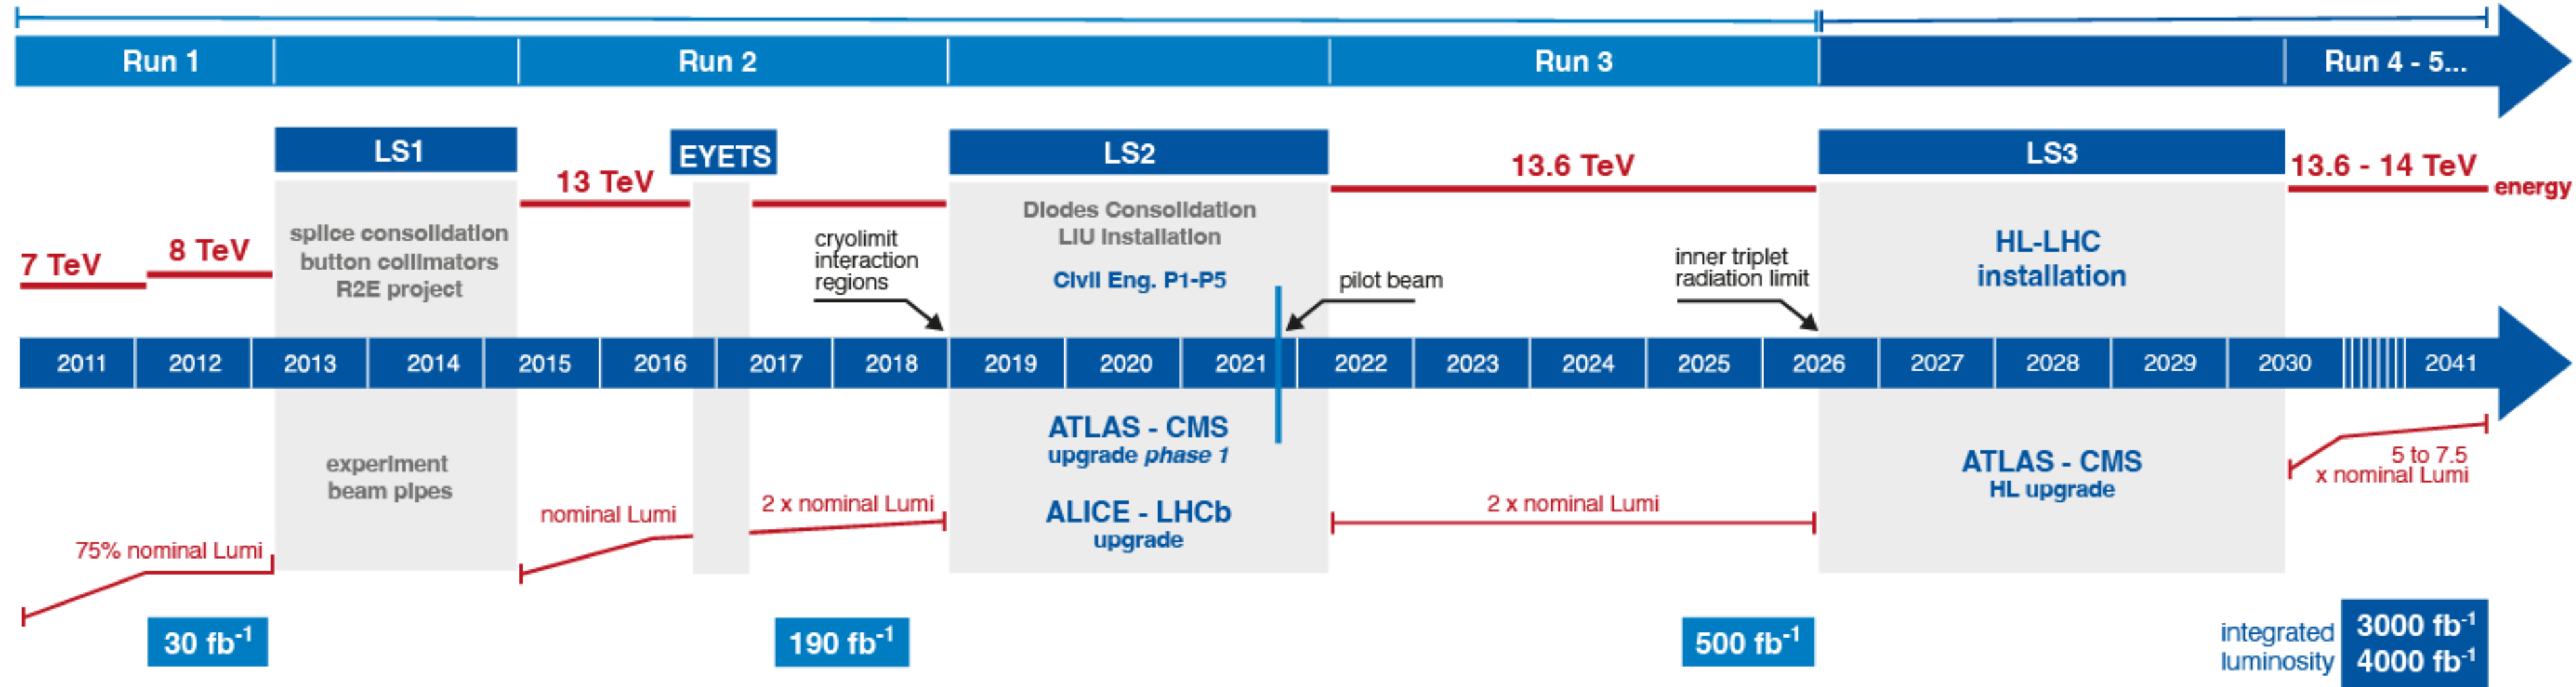 Run 1
Run 2
Run 3
Run 4 - 5...
LS1
EYETS
LS2
LS3
7 TeV
8 TeV
13 TeV
13.6 TeV
13.6 - 14 TeV
energy
splice consolidation
button collimators
R2E project
cryolimit
interaction
regions
Diodes Consolidation
LIU Installation
Civil Eng. P1-P5
pilot beam
inner triplet
radiation limit
HL-LHC
installation
2011 2012 2013 2014 2015 2016 2017 2018 2019 2020 2021 2022 2023 2024 2025 2026 2027 2028 2029 2030 2041
experiment
beam pipes
ATLAS - CMS
upgrade phase 1
ALICE - LHCb
upgrade
ATLAS - CMS
HL upgrade
75% nominal Lumi
nominal Lumi
2 x nominal Lumi
2 x nominal Lumi
5 to 7.5
x nominal Lumi
30 fb⁻¹
190 fb⁻¹
500 fb⁻¹
integrated
luminosity
3000 fb⁻¹
4000 fb⁻¹